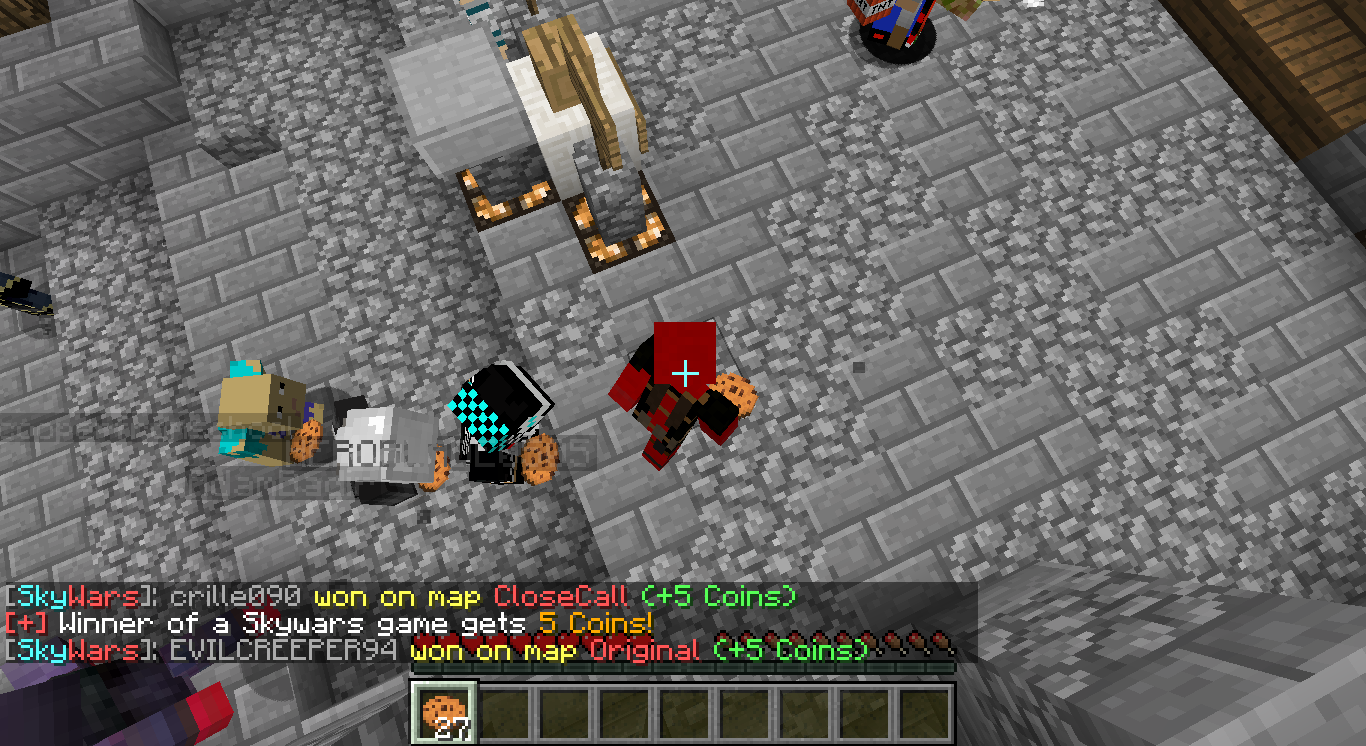 TNT
[SkyWars]: crille090 won on map CloseCall (+5 Coins)
[+] Winner of a Skywars game gets 5 Coins!
[SkyWars]: EVILCREEPER94 won on map Original (+5 Coins)
27